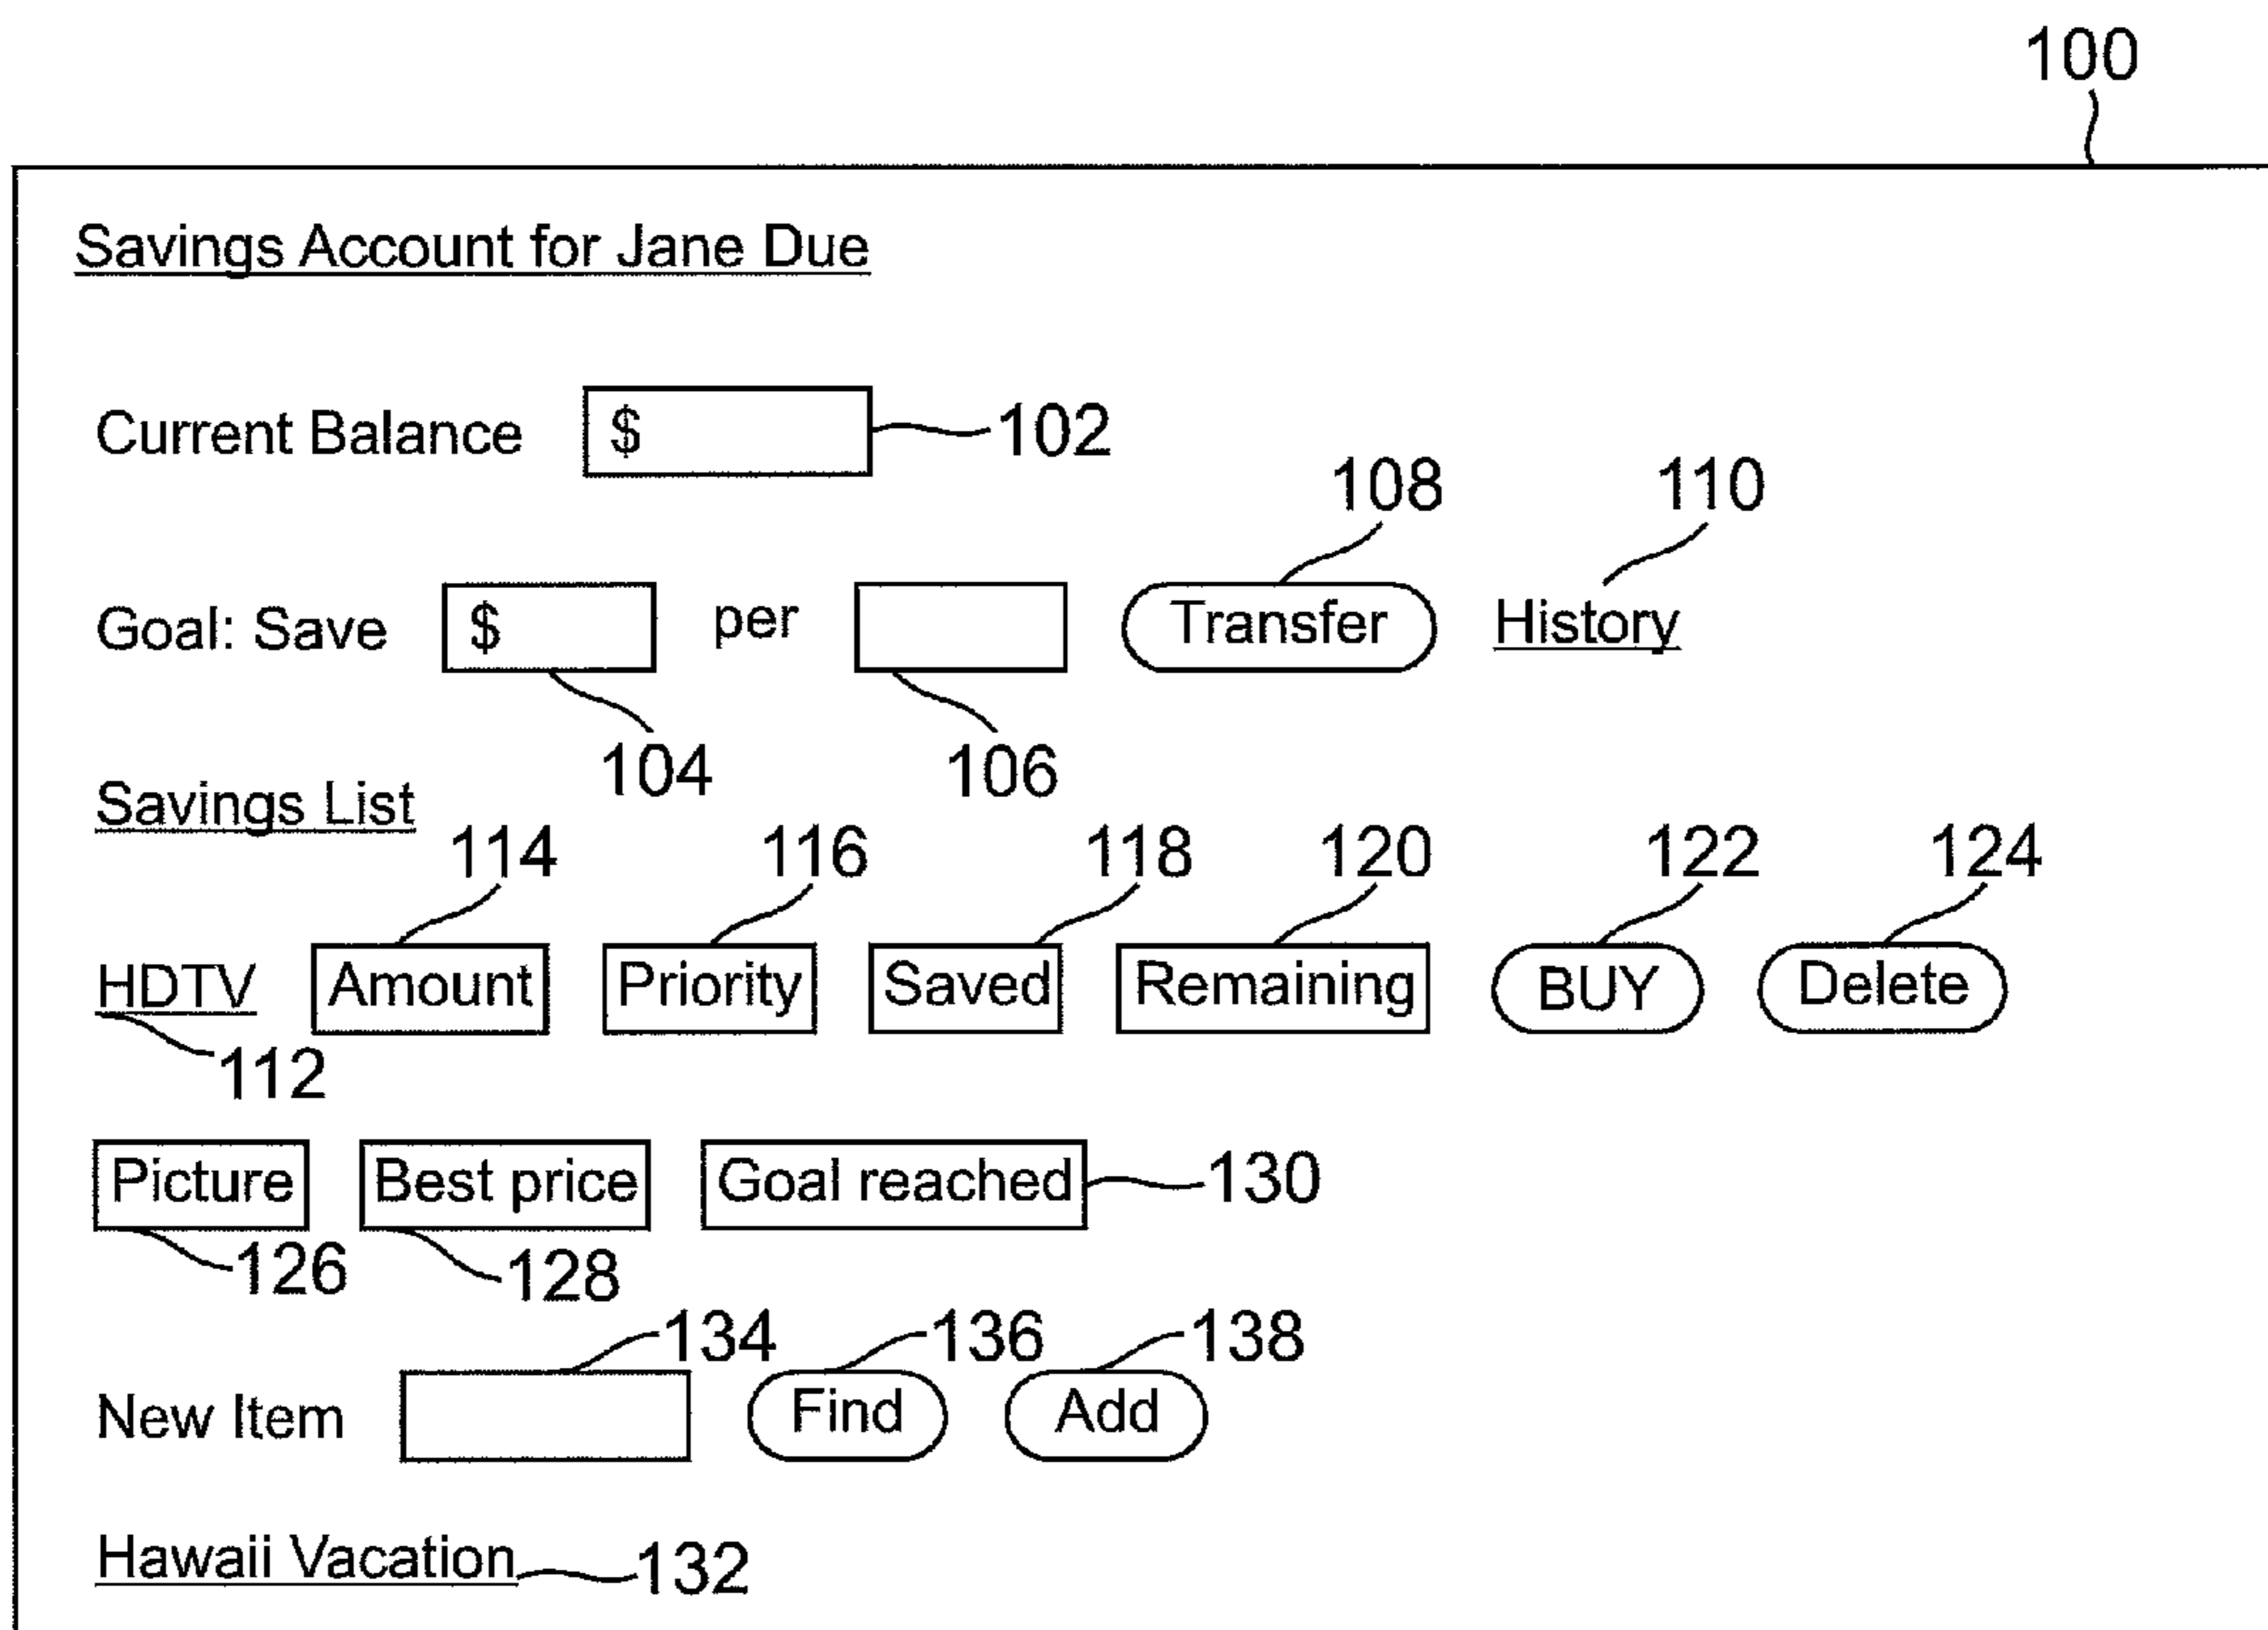 100
Savings Account for Jane Due
Current Balance $ 102
108 110
Goal: Save $ per Transfer History
104 106
Savings List
114 116 118 120 122 124
HDTV Amount Priority Saved Remaining BUY Delete
112
Picture Best price Goal reached 130
126 128
134 136 138
New Item Find Add
Hawaii Vacation 132